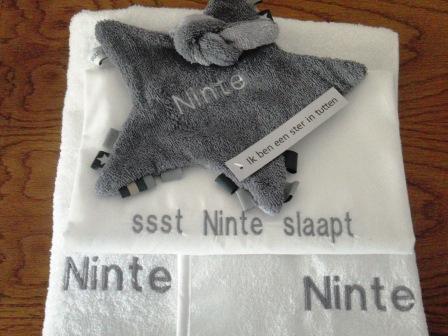 Ninte
Ik ben een ster in tutten
ssst Ninte slaapt
Ninte
Ninte